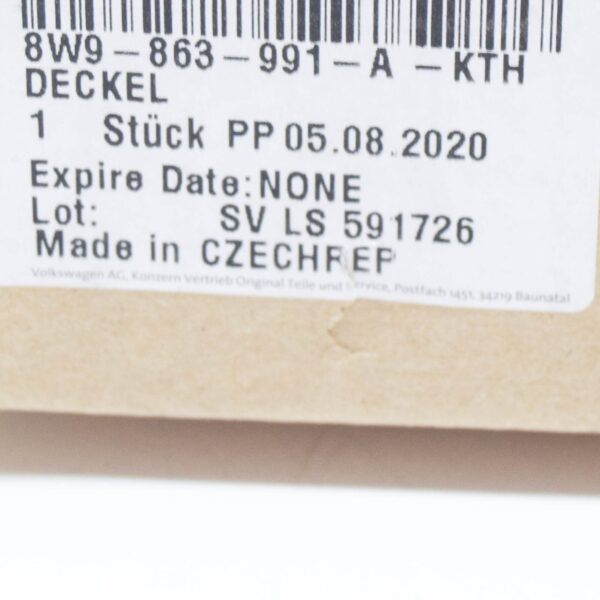 8W9-863-991-A -KTH
DECKEL
1 Stück PP 05.08.2020
Expire Date:NONE
Lot: SV LS 591726
Made in CZECHREP
Volkswagen AG, Konzern Vertrieb Original Teile und Service, Postfach 1451, 34219 Baunatal